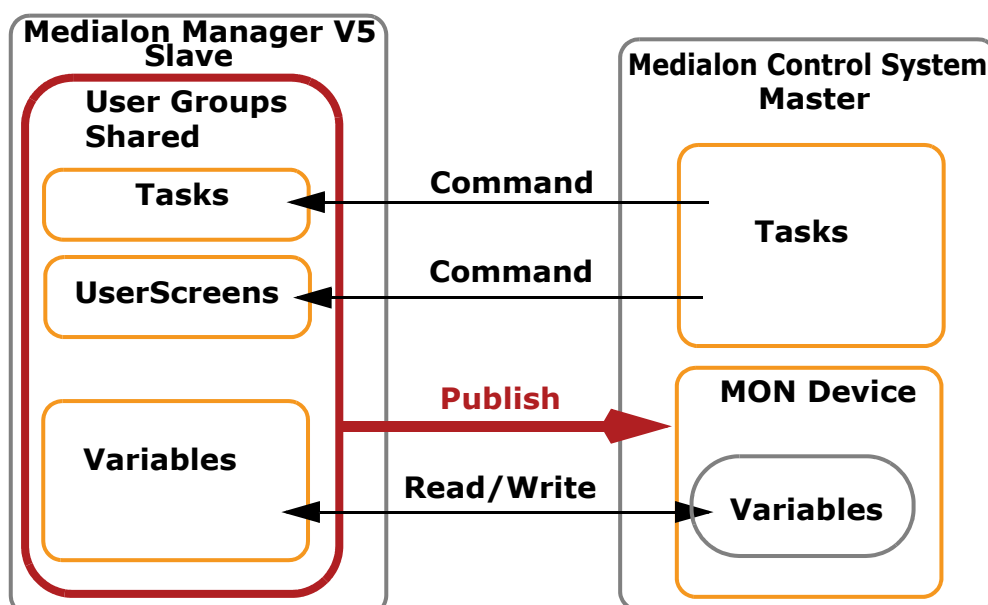 Medialon Manager V5
Slave
User Groups
Shared
Tasks
UserScreens
Variables
Command
Command
Publish
Read/Write
Medialon Control System
Master
Tasks
MON Device
Variables